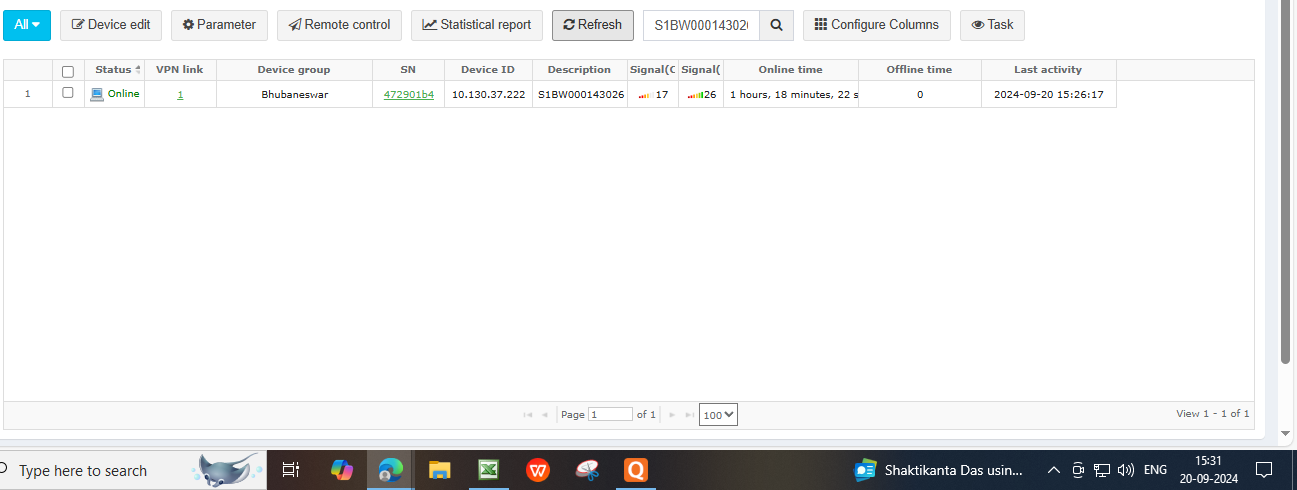 All Device edit Parameter Remote control Statistical report Refresh S1BW00014302 Configure Columns Task
Status VPN link Device group SN Device ID Description Signal(C Signal( Online time Offline time Last activity
1 Online 1 Bhubaneswar 472901b4 10.130.37.222 S1BW000143026 17 26 1 hours, 18 minutes, 22 s 0 2024-09-20 15:26:17
Page 1 of 1 100 View 1 - 1 of 1
Type here to search W Q Shaktikanta Das usin... ENG 15:31
20-09-2024